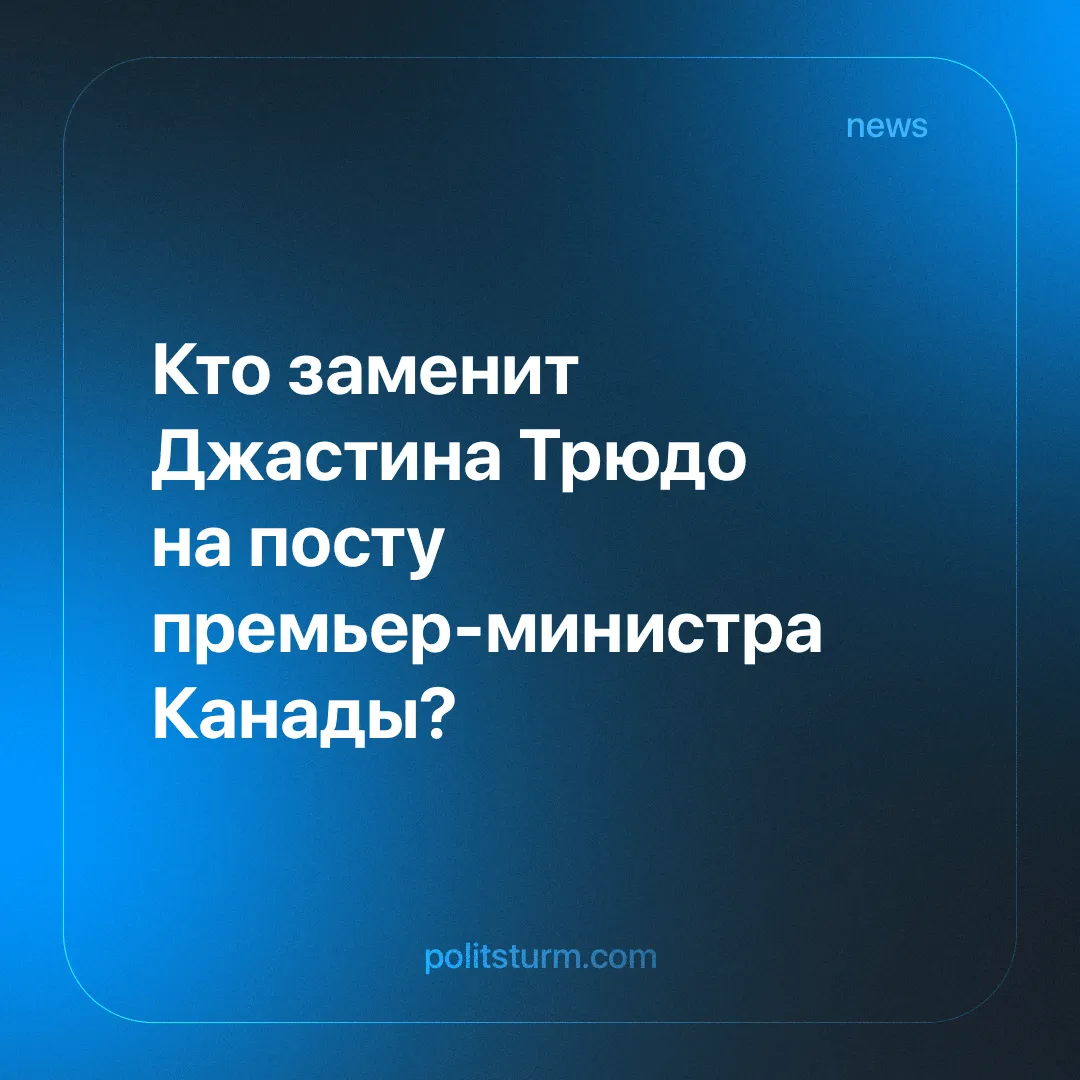 news
Кто заменит
Джастина Трюдо
на посту
премьер-министра
Канады?
politsturm.com